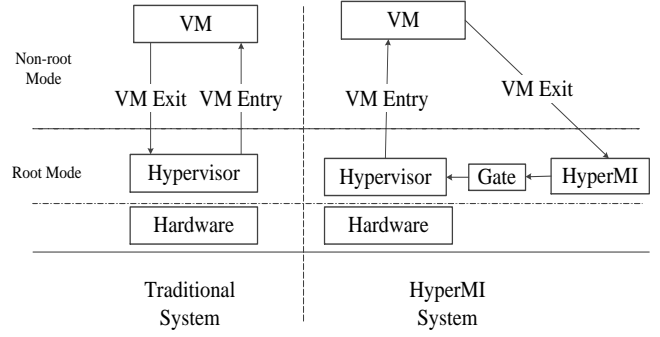 VM
VM
Non-root
Mode
VM Exit
VM Entry
VM Entry
VM Exit
Root Mode
Hypervisor
Hypervisor
Gate
HyperMI
Hardware
Hardware
Traditional
System
HyperMI
System